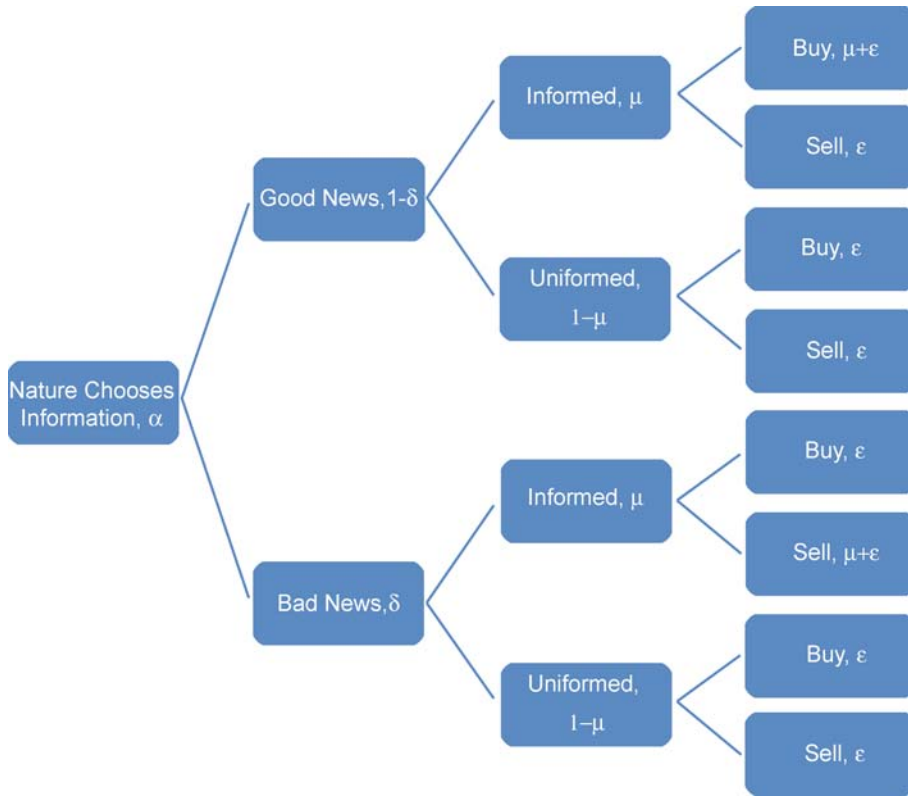 Buy, μ+ε
Informed, μ
Sell, ε
Good News,1-δ
Buy, ε
Uniformed,
1−μ
Sell, ε
Nature Chooses
Information, α
Buy, ε
Informed, μ
Sell, μ+ε
Bad News,δ
Buy, ε
Uniformed,
1−μ
Sell, ε